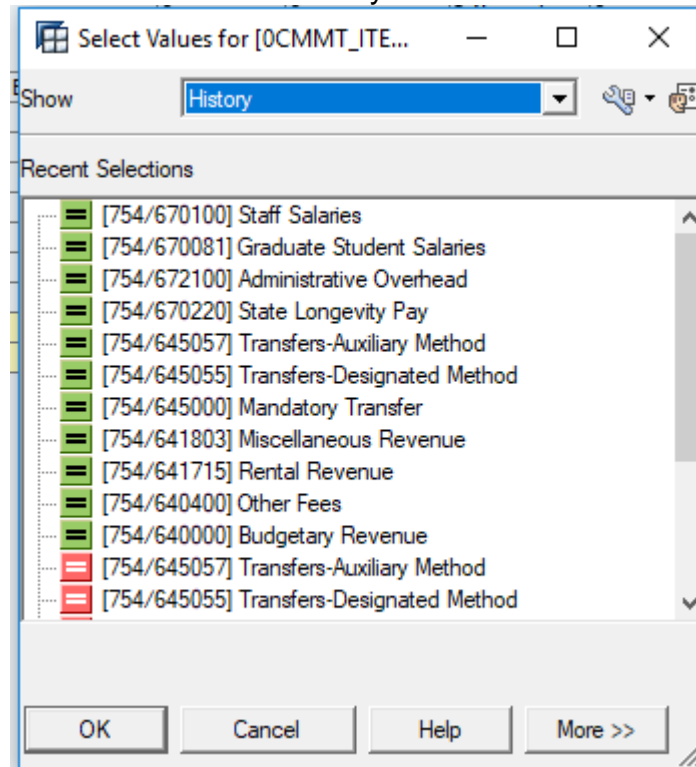 Select Values for [0CMMT_ITE...
Show History
Recent Selections
[754/670100] Staff Salaries
[754/670081] Graduate Student Salaries
[754/672100] Administrative Overhead
[754/670220] State Longevity Pay
[754/645057] Transfers-Auxiliary Method
[754/645055] Transfers-Designated Method
[754/645000] Mandatory Transfer
[754/641803] Miscellaneous Revenue
[754/641715] Rental Revenue
[754/640400] Other Fees
[754/640000] Budgetary Revenue
[754/645057] Transfers-Auxiliary Method
[754/645055] Transfers-Designated Method
OK Cancel Help More >>